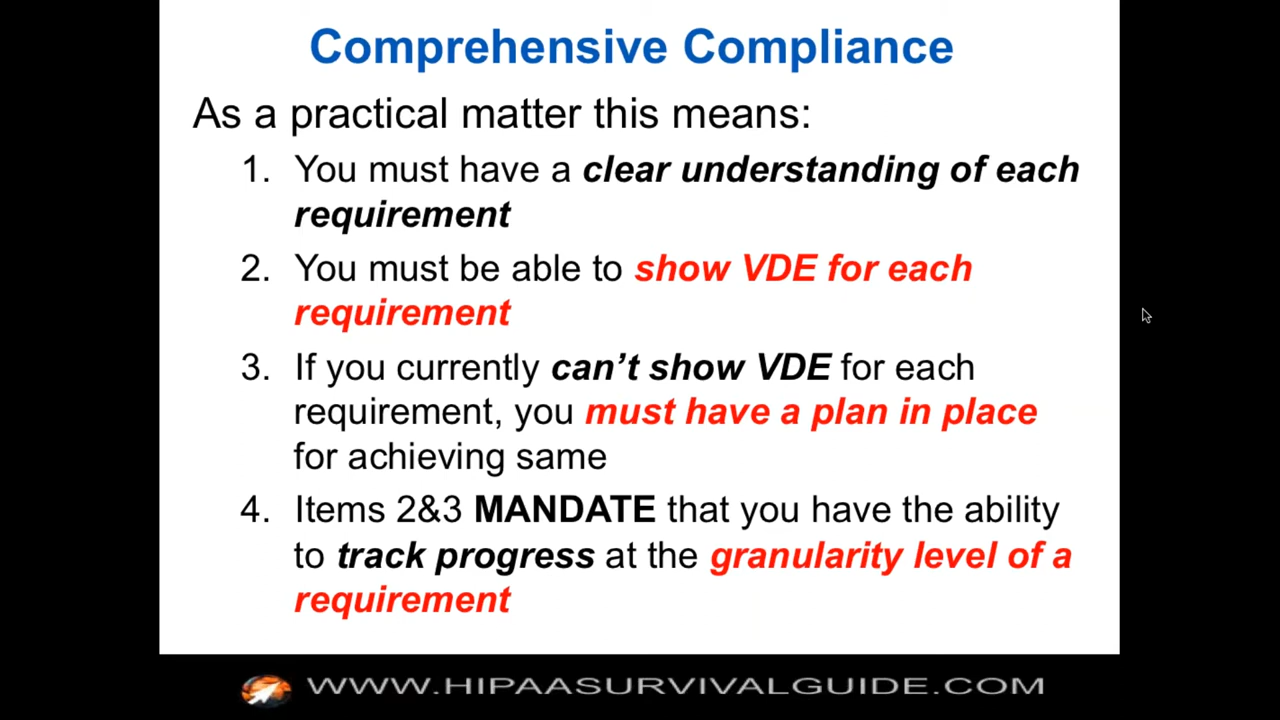 Comprehensive Compliance
As a practical matter this means:
1. You must have a clear understanding of each
requirement
2. You must be able to show VDE for each
requirement
3. If you currently can’t show VDE for each
requirement, you must have a plan in place
for achieving same
4. Items 2&3 MANDATE that you have the ability
to track progress at the granularity level of a
requirement
WWW.HIPAASURVIVALGUIDE.COM